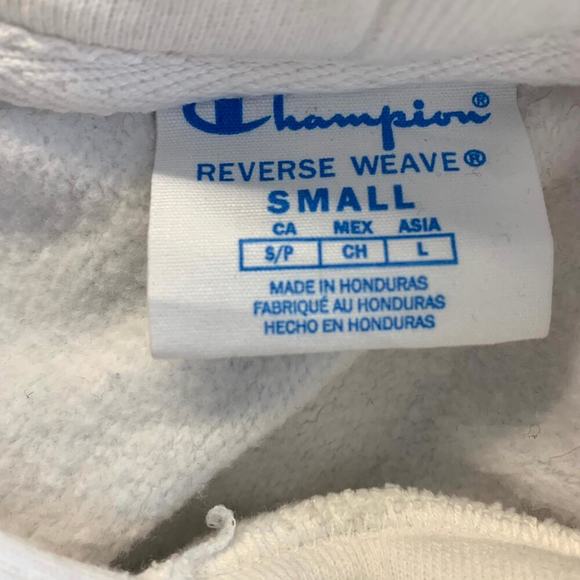 Champion®
REVERSE WEAVE®
SMALL
CA MEX ASIA
S/P CH L
MADE IN HONDURAS
FABRIQUÉ AU HONDURAS
HECHO EN HONDURAS